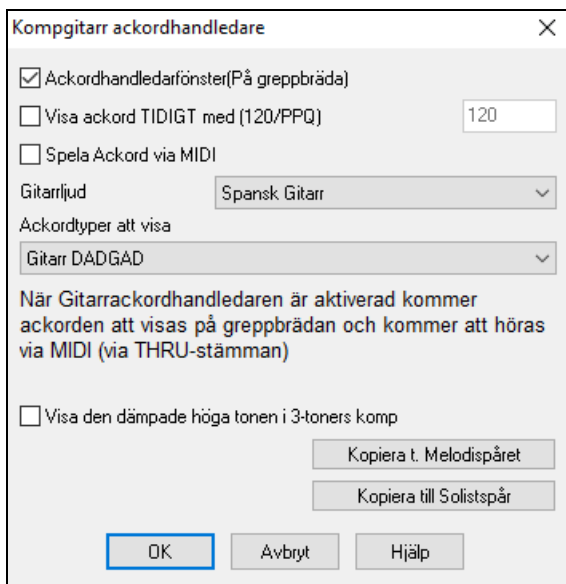 Kompgitarr ackordhandledare
Ackordhandledarfönster(På greppbräda)
Visa ackord TIDIGT med (120/PPQ) 120
Spela Ackord via MIDI
Gitarrljud Spansk Gitarr
Ackordtyper att visa
Gitarr DADGAD
När Gitarrackordhandledaren är aktiverad kommer
ackorden att visas på greppbrädan och kommer att höras
via MIDI (via THRU-stämman)
Visa den dämpade höga tonen i 3-toners komp
Kopiera t. Melodispåret
Kopiera till Solistspår
OK Avbryt Hjälp